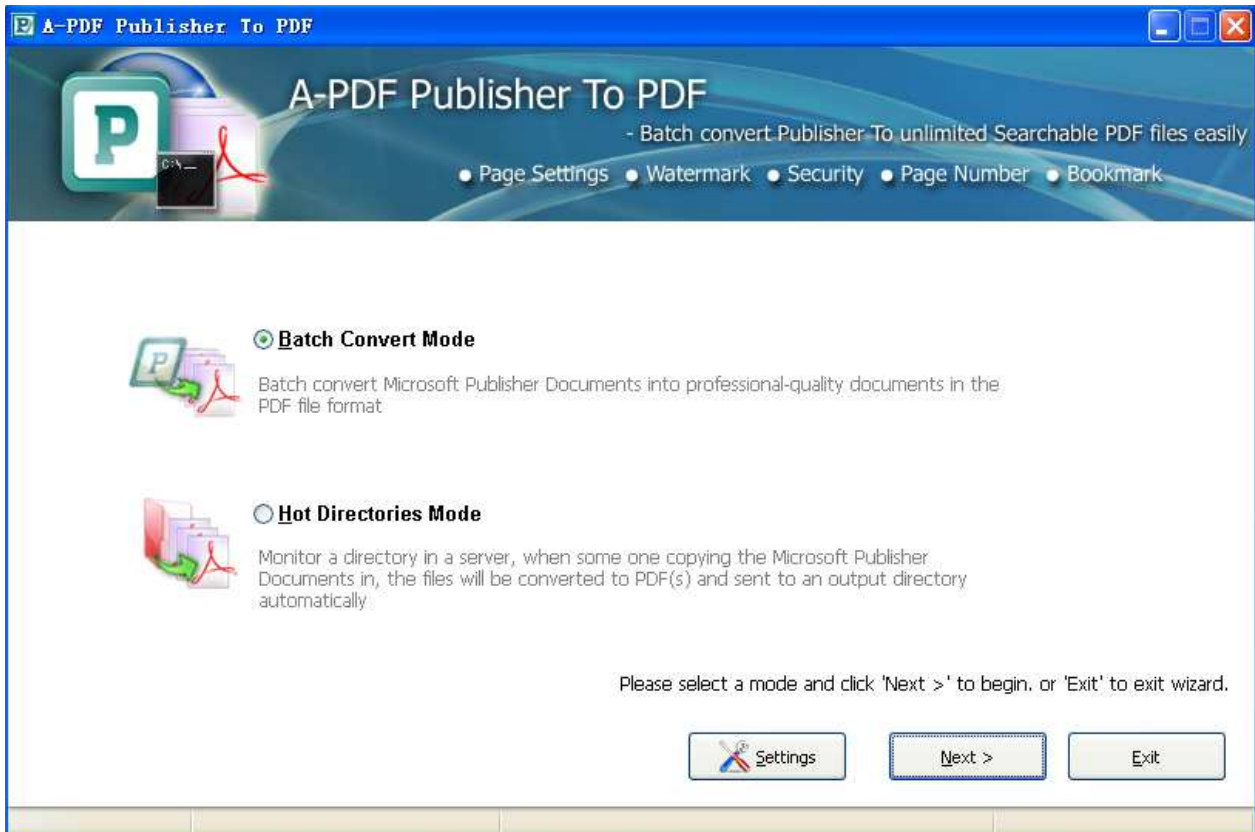 A-PDF Publisher To PDF
A-PDF Publisher To PDF
- Batch convert Publisher To unlimited Searchable PDF files easily
● Page Settings ● Watermark ● Security ● Page Number ● Bookmark
P
C:\_
Batch Convert Mode
P
Batch convert Microsoft Publisher Documents into professional-quality documents in the
PDF file format
Hot Directories Mode
Monitor a directory in a server, when some one copying the Microsoft Publisher
Documents in, the files will be converted to PDF(s) and sent to an output directory
automatically
Please select a mode and click 'Next >' to begin. or 'Exit' to exit wizard.
Settings
Next >
Exit